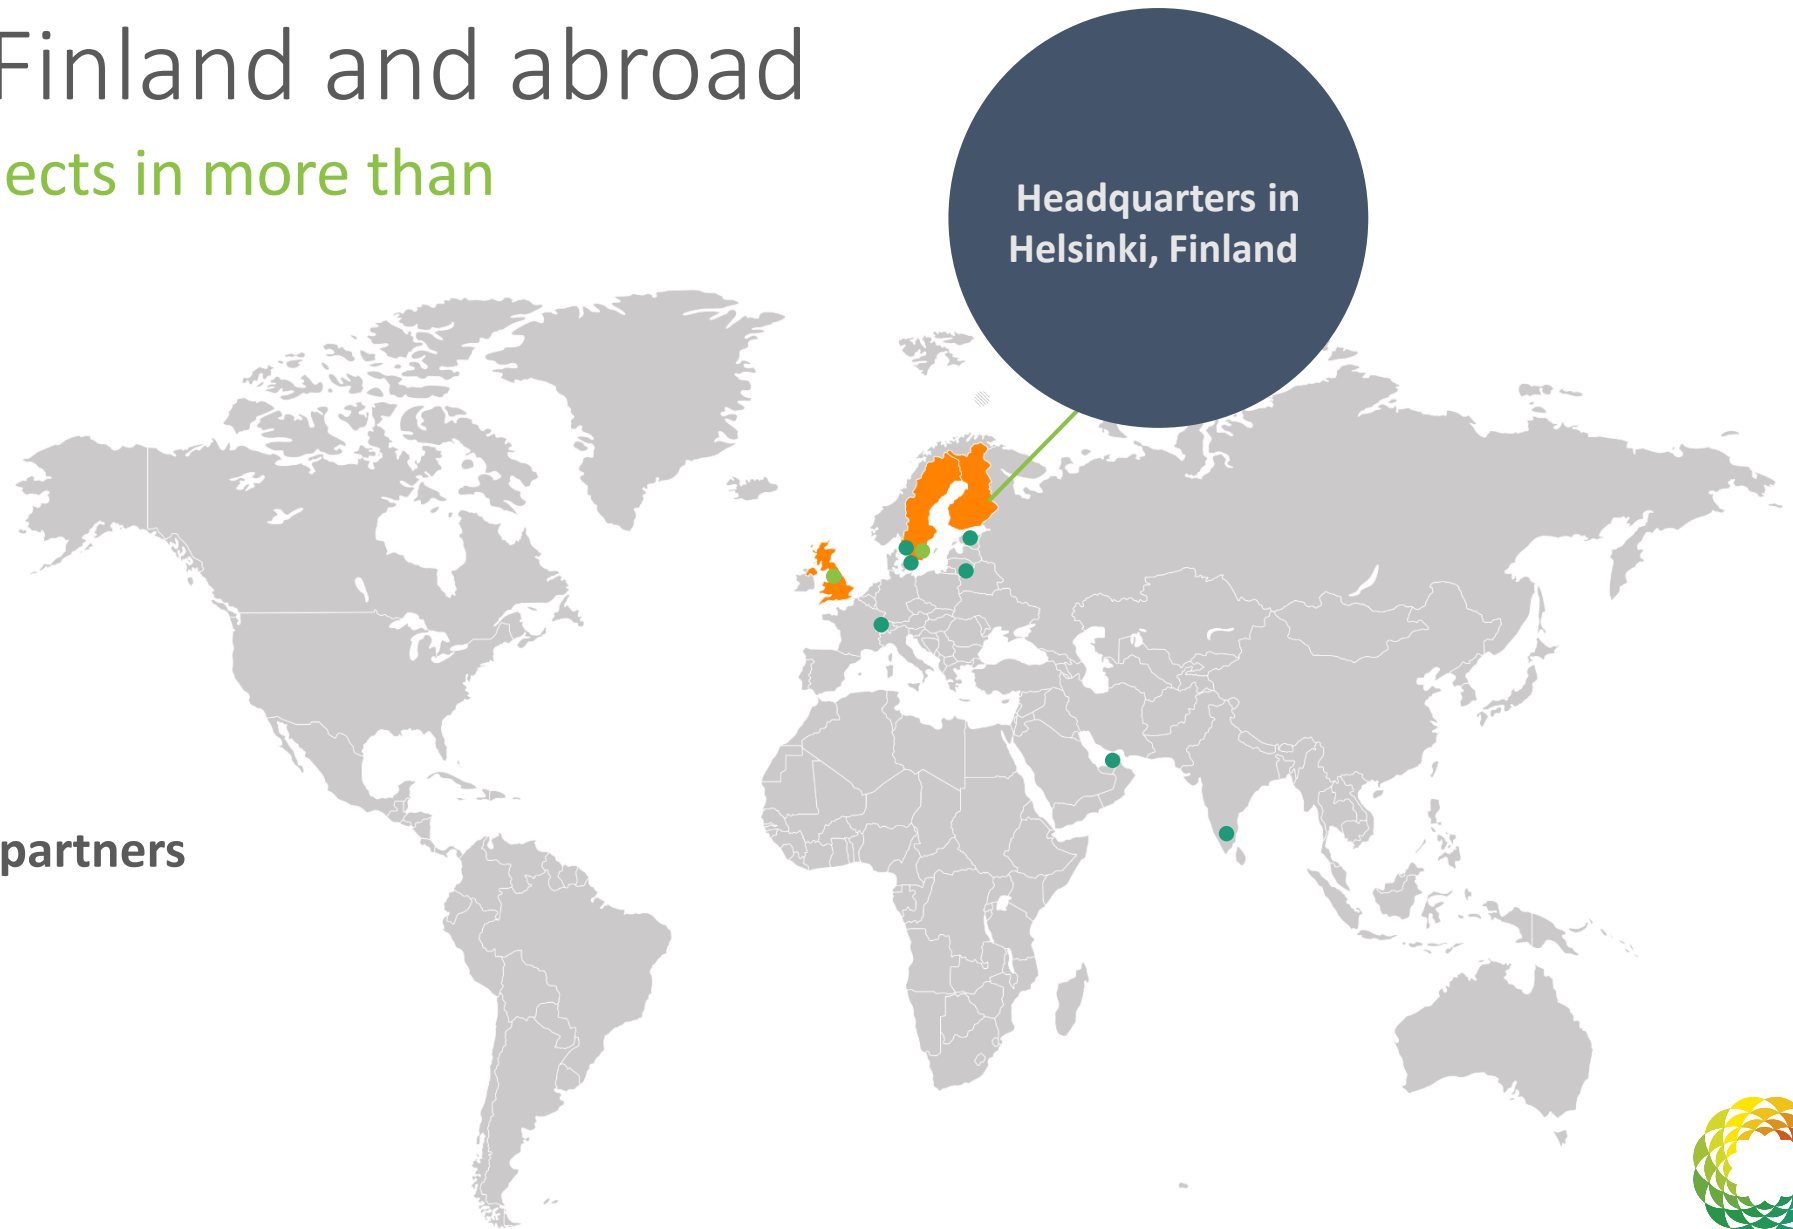 Finland and abroad
ects in more than
Headquarters in
Helsinki, Finland
partners